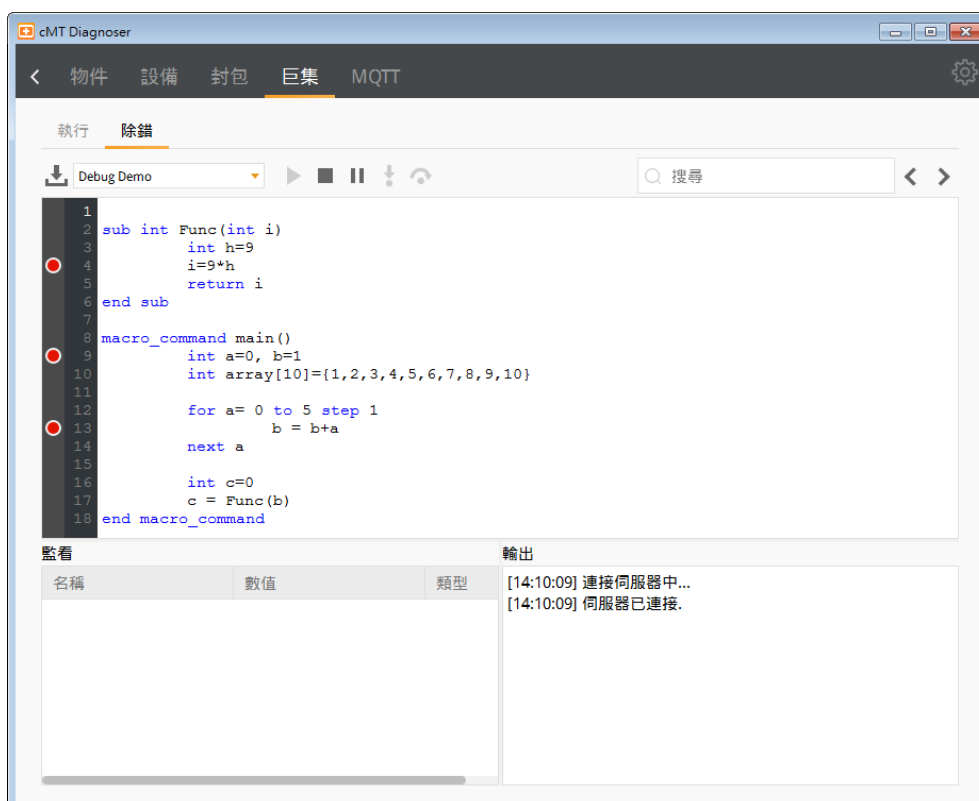 cMT Diagnoser
物件 設備 封包 巨集 MQTT
執行 除錯
Debug Demo 搜尋
1
2 sub int Func(int i)
3 int h=9
4 i=9*h
5 return i
6 end sub
7
8 macro_command main()
9 int a=0, b=1
10 int array[10]={1,2,3,4,5,6,7,8,9,10}
11
12 for a= 0 to 5 step 1
13 b = b+a
14 next a
15
16 int c=0
17 c = Func(b)
18 end macro_command
監看
名稱 數值 類型
輸出
[14:10:09] 連接伺服器中...
[14:10:09] 伺服器已連接.